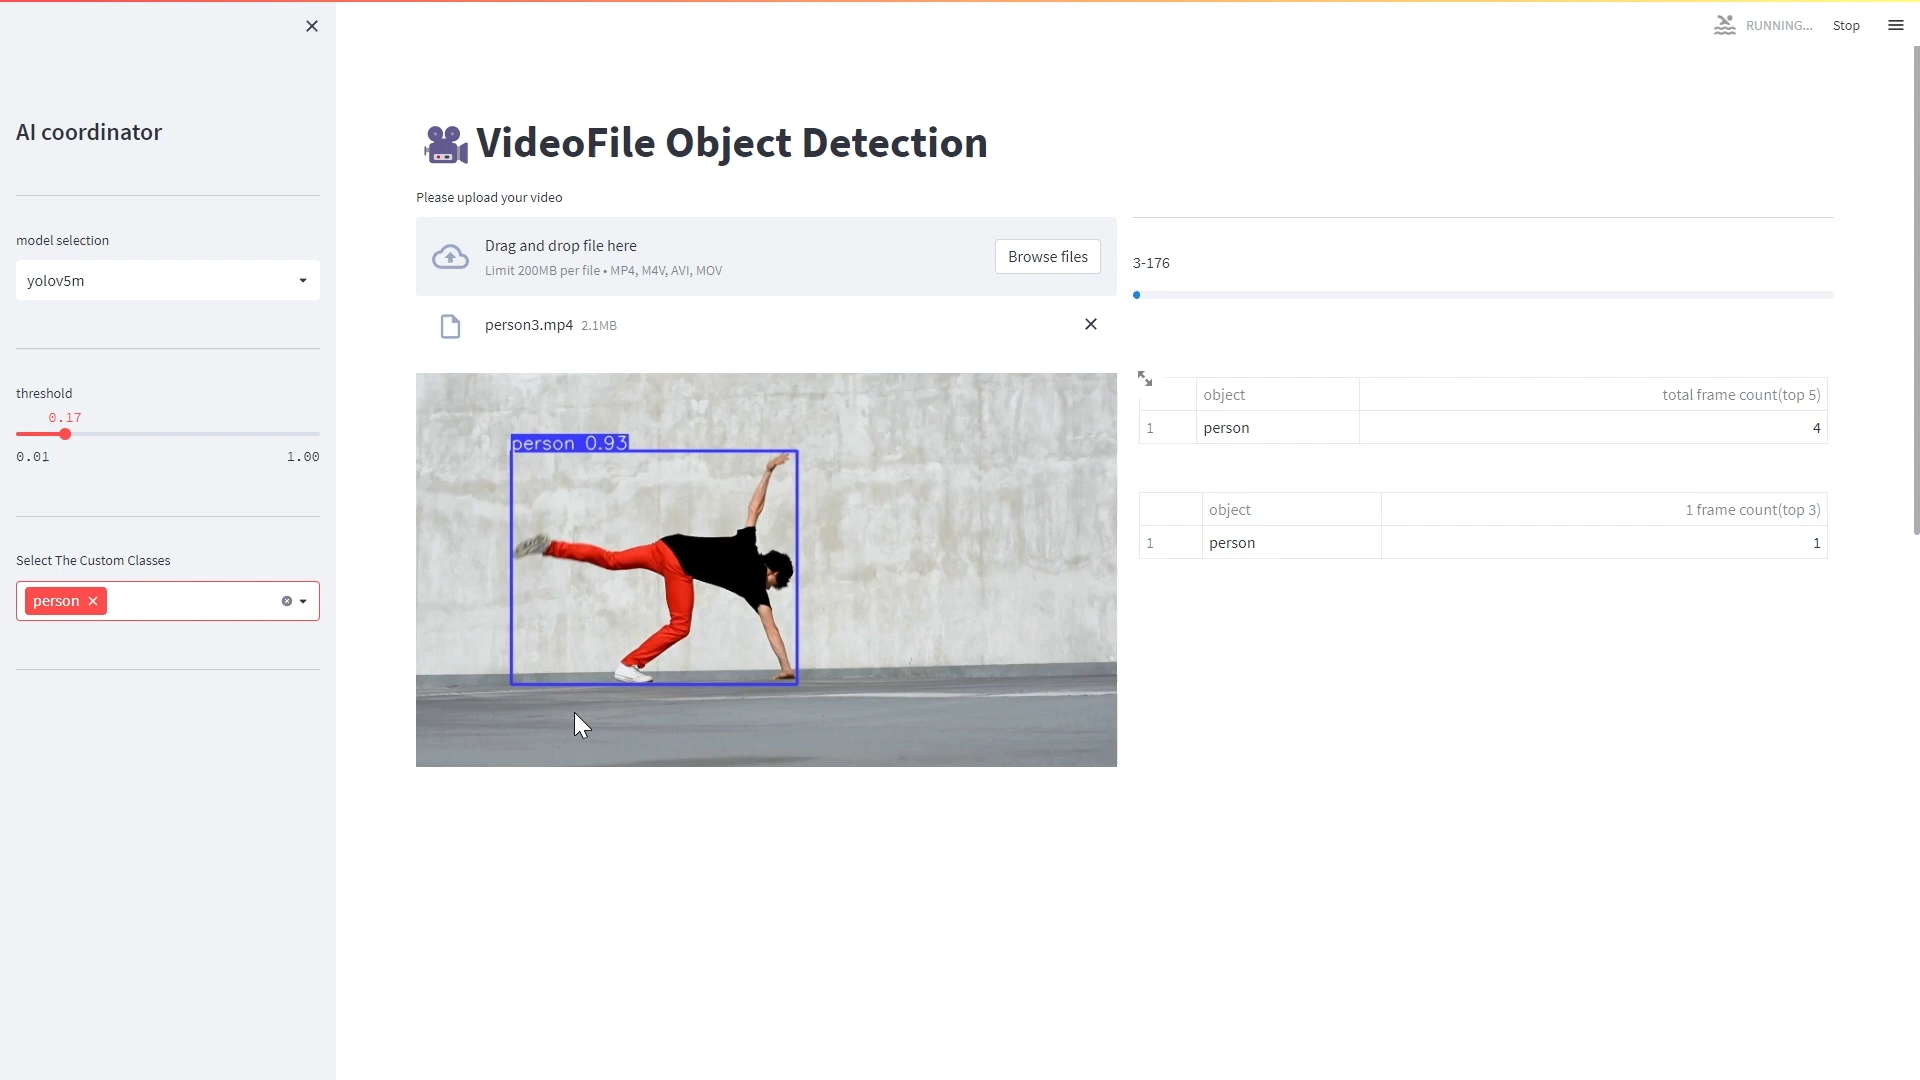 RUNNING...
Stop
AI coordinator
model selection
yolov5m
threshold
0.17
0.01 1.00
Select The Custom Classes
person
VideoFile Object Detection
Please upload your video
Drag and drop file here
Limit 200MB per file • MP4, M4V, AVI, MOV
Browse files
person3.mp4 2.1MB
person 0.93
3-176
object total frame count(top 5)
1 person 4
object 1 frame count(top 3)
1 person 1